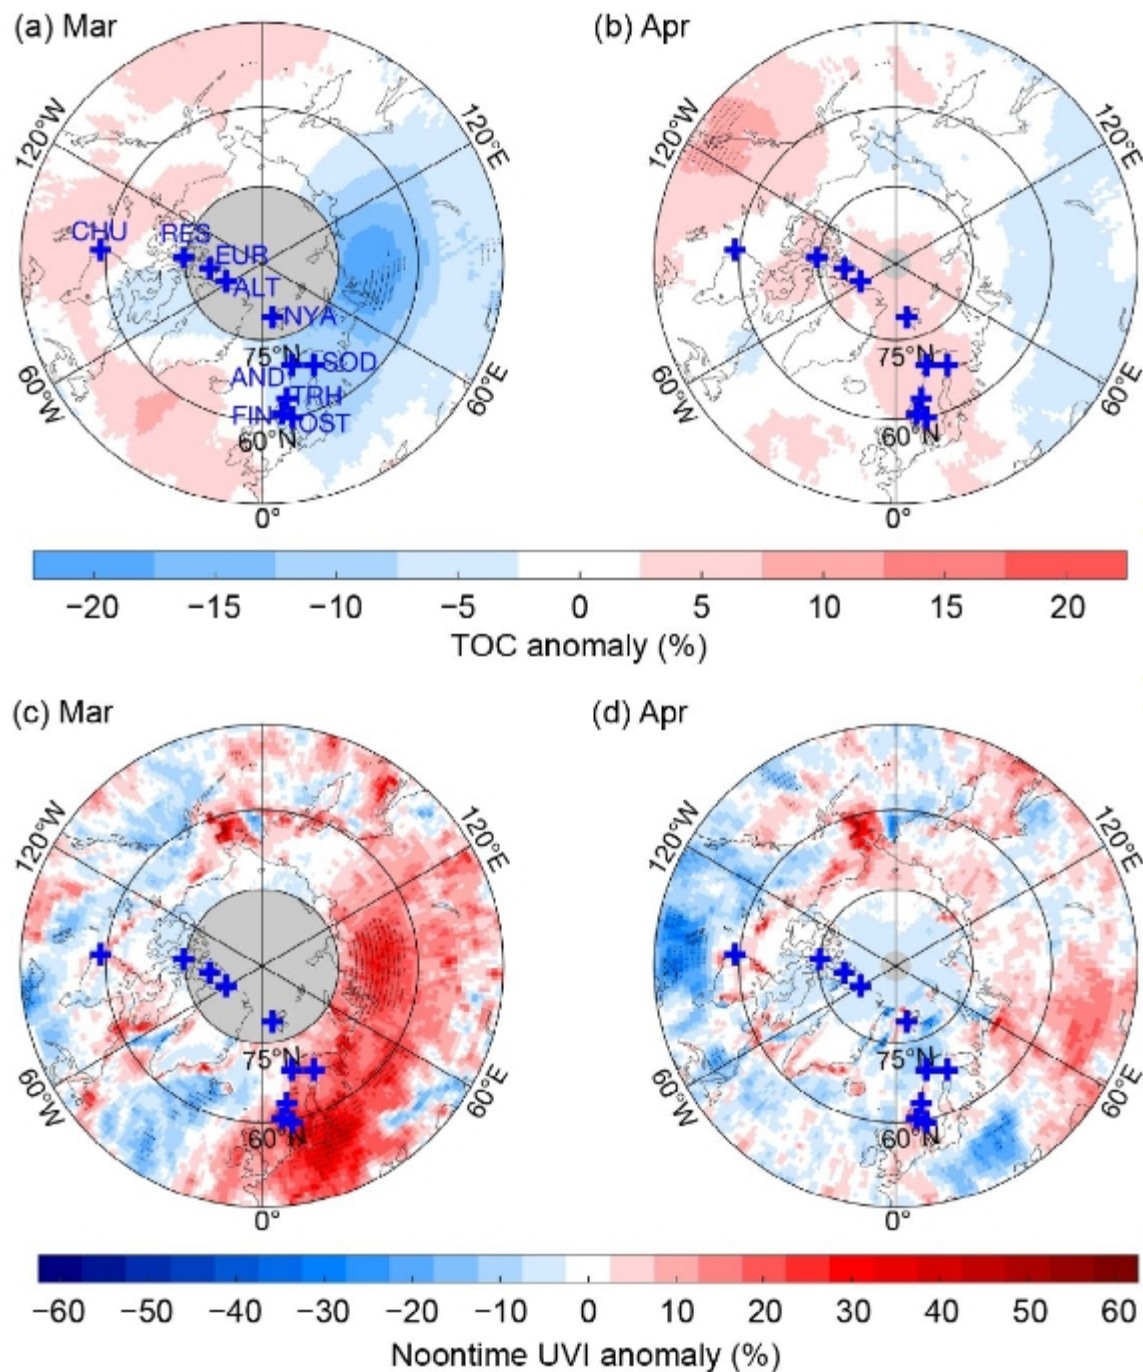 (a) Mar
(b) Apr
120°W
120°E
120°W
120°E
CHU
RES
EUR
ALT
NYA
75°N
SOD
75°N
AND
TRH
60°W
FIN
OST
60°E
60°W
60°E
60°N
60°N
0°
0°
−20 −15 −10 −5 0 5 10 15 20
TOC anomaly (%)
(c) Mar
(d) Apr
120°W
120°E
120°W
120°E
75°N
75°N
60°W
60°E
60°W
60°E
60°N
60°N
0°
0°
−60 −50 −40 −30 −20 −10 0 10 20 30 40 50 60
Noontime UVI anomaly (%)